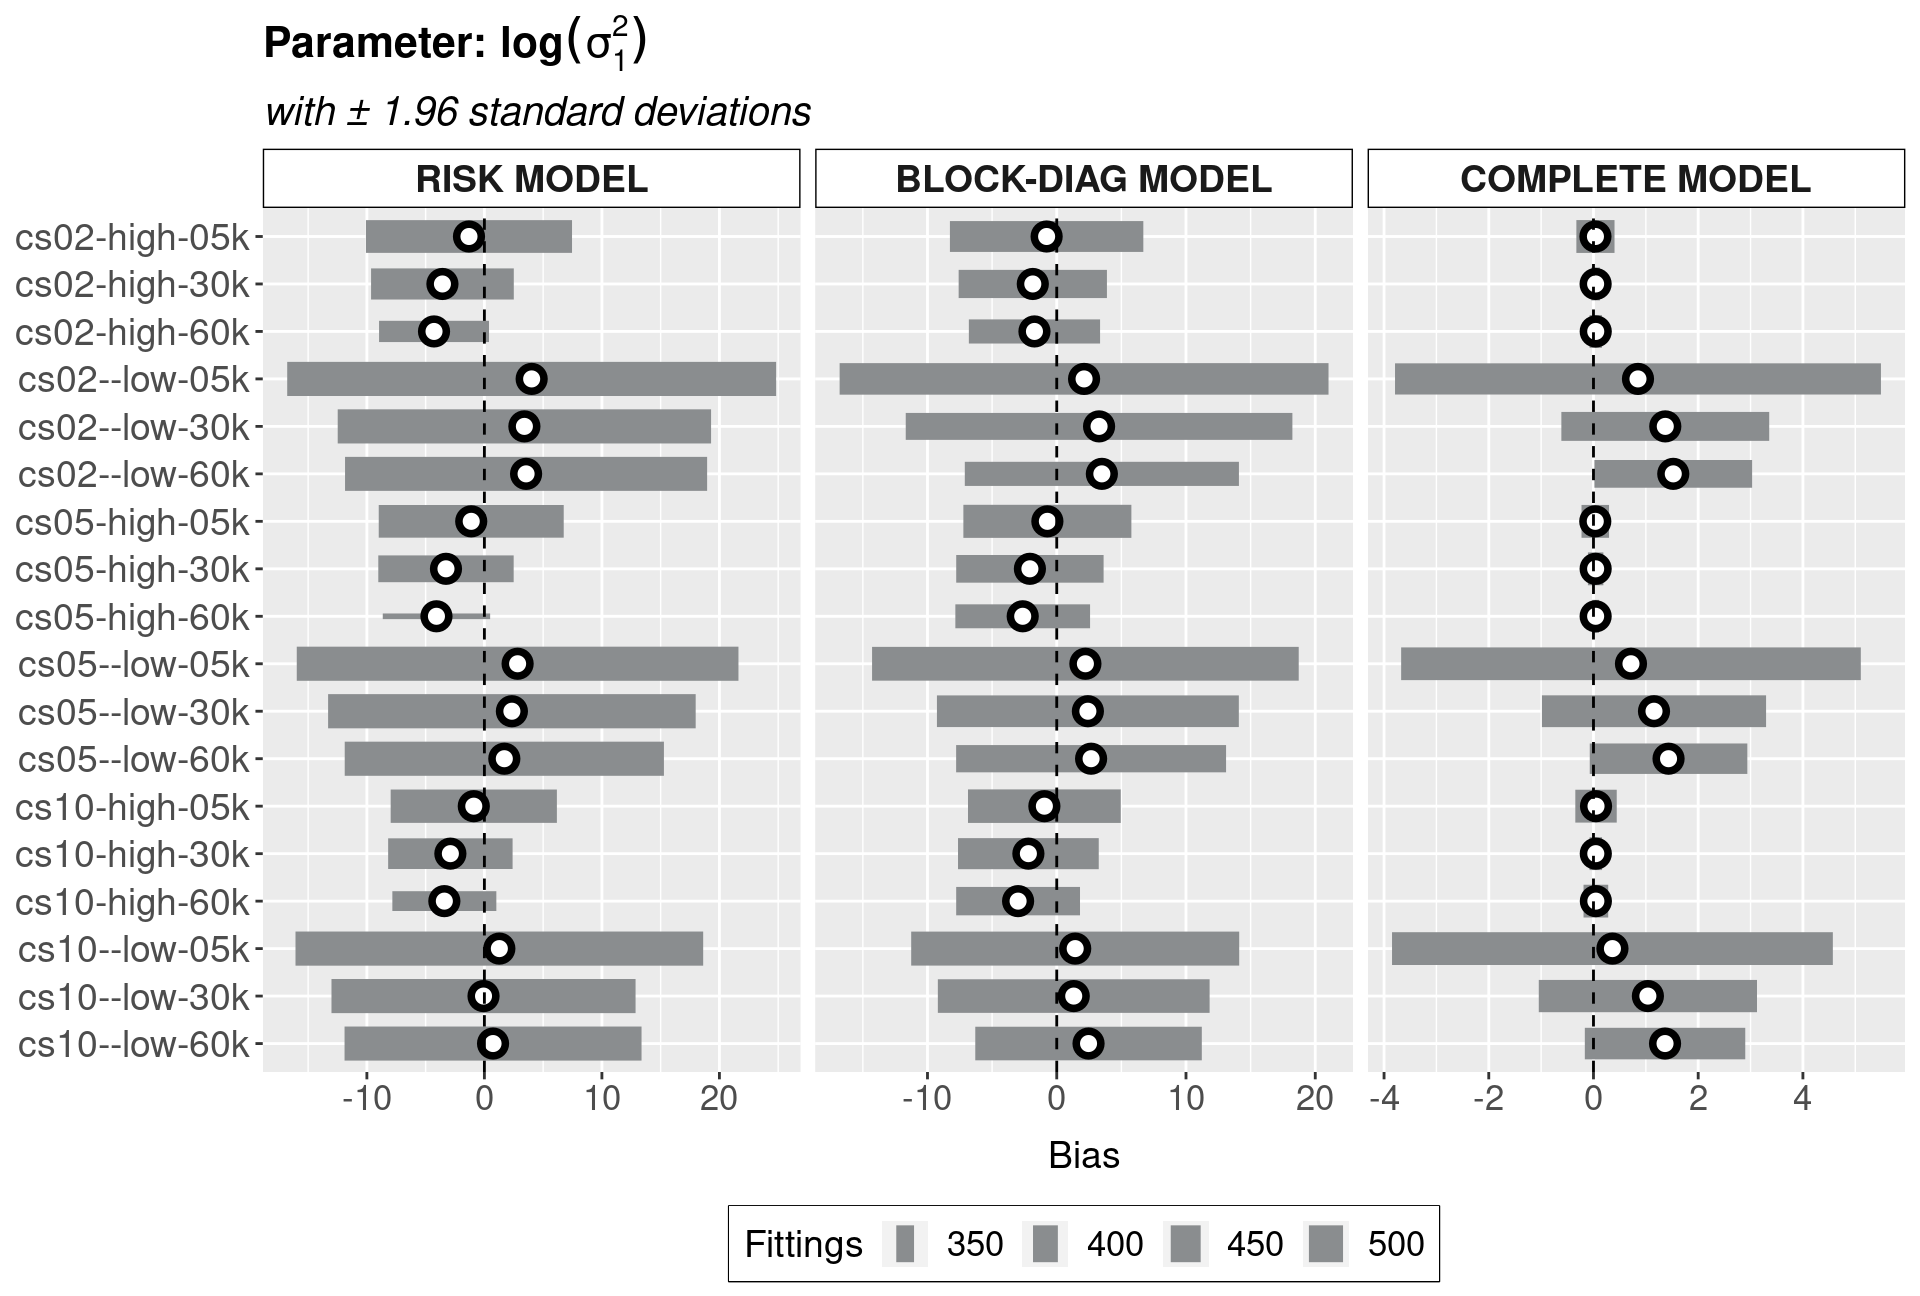 Parameter: log(σ₁²)
with ± 1.96 standard deviations
RISK MODEL BLOCK-DIAG MODEL COMPLETE MODEL
cs02-high-05k
cs02-high-30k
cs02-high-60k
cs02--low-05k
cs02--low-30k
cs02--low-60k
cs05-high-05k
cs05-high-30k
cs05-high-60k
cs05--low-05k
cs05--low-30k
cs05--low-60k
cs10-high-05k
cs10-high-30k
cs10-high-60k
cs10--low-05k
cs10--low-30k
cs10--low-60k
-10 0 10 20 -10 0 10 20 -4 -2 0 2 4
Bias
Fittings 350 400 450 500